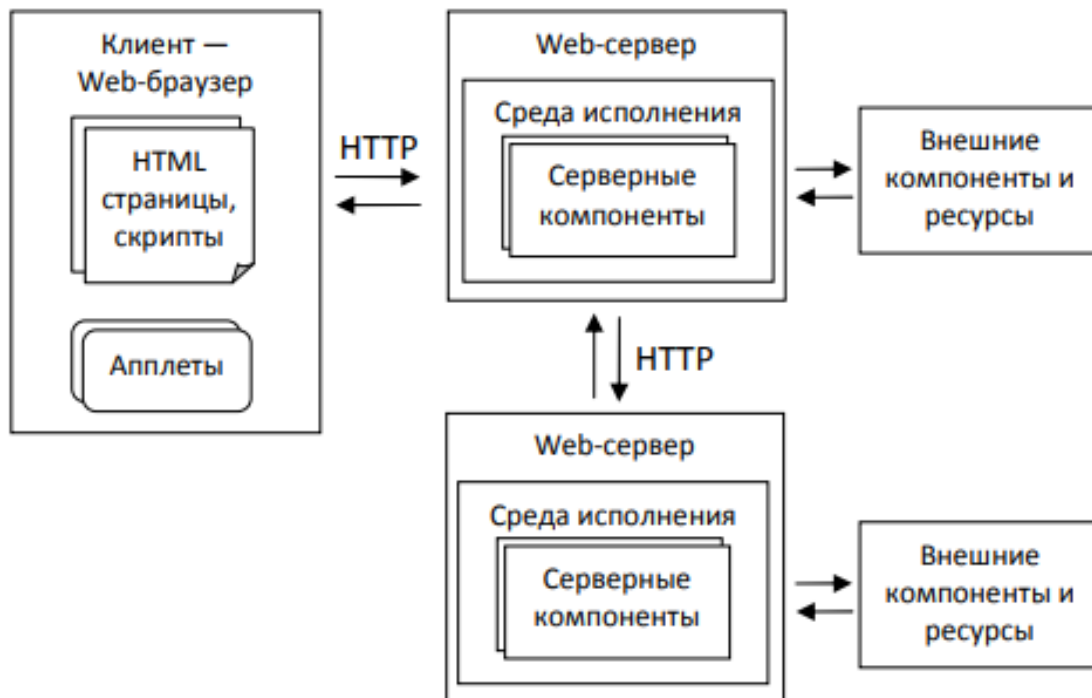 Клиент —
Web-браузер
HTML
страницы,
скрипты
Апплеты
HTTP
Web-сервер
Среда исполнения
Серверные
компоненты
Внешние
компоненты и
ресурсы
HTTP
Web-сервер
Среда исполнения
Серверные
компоненты
Внешние
компоненты и
ресурсы